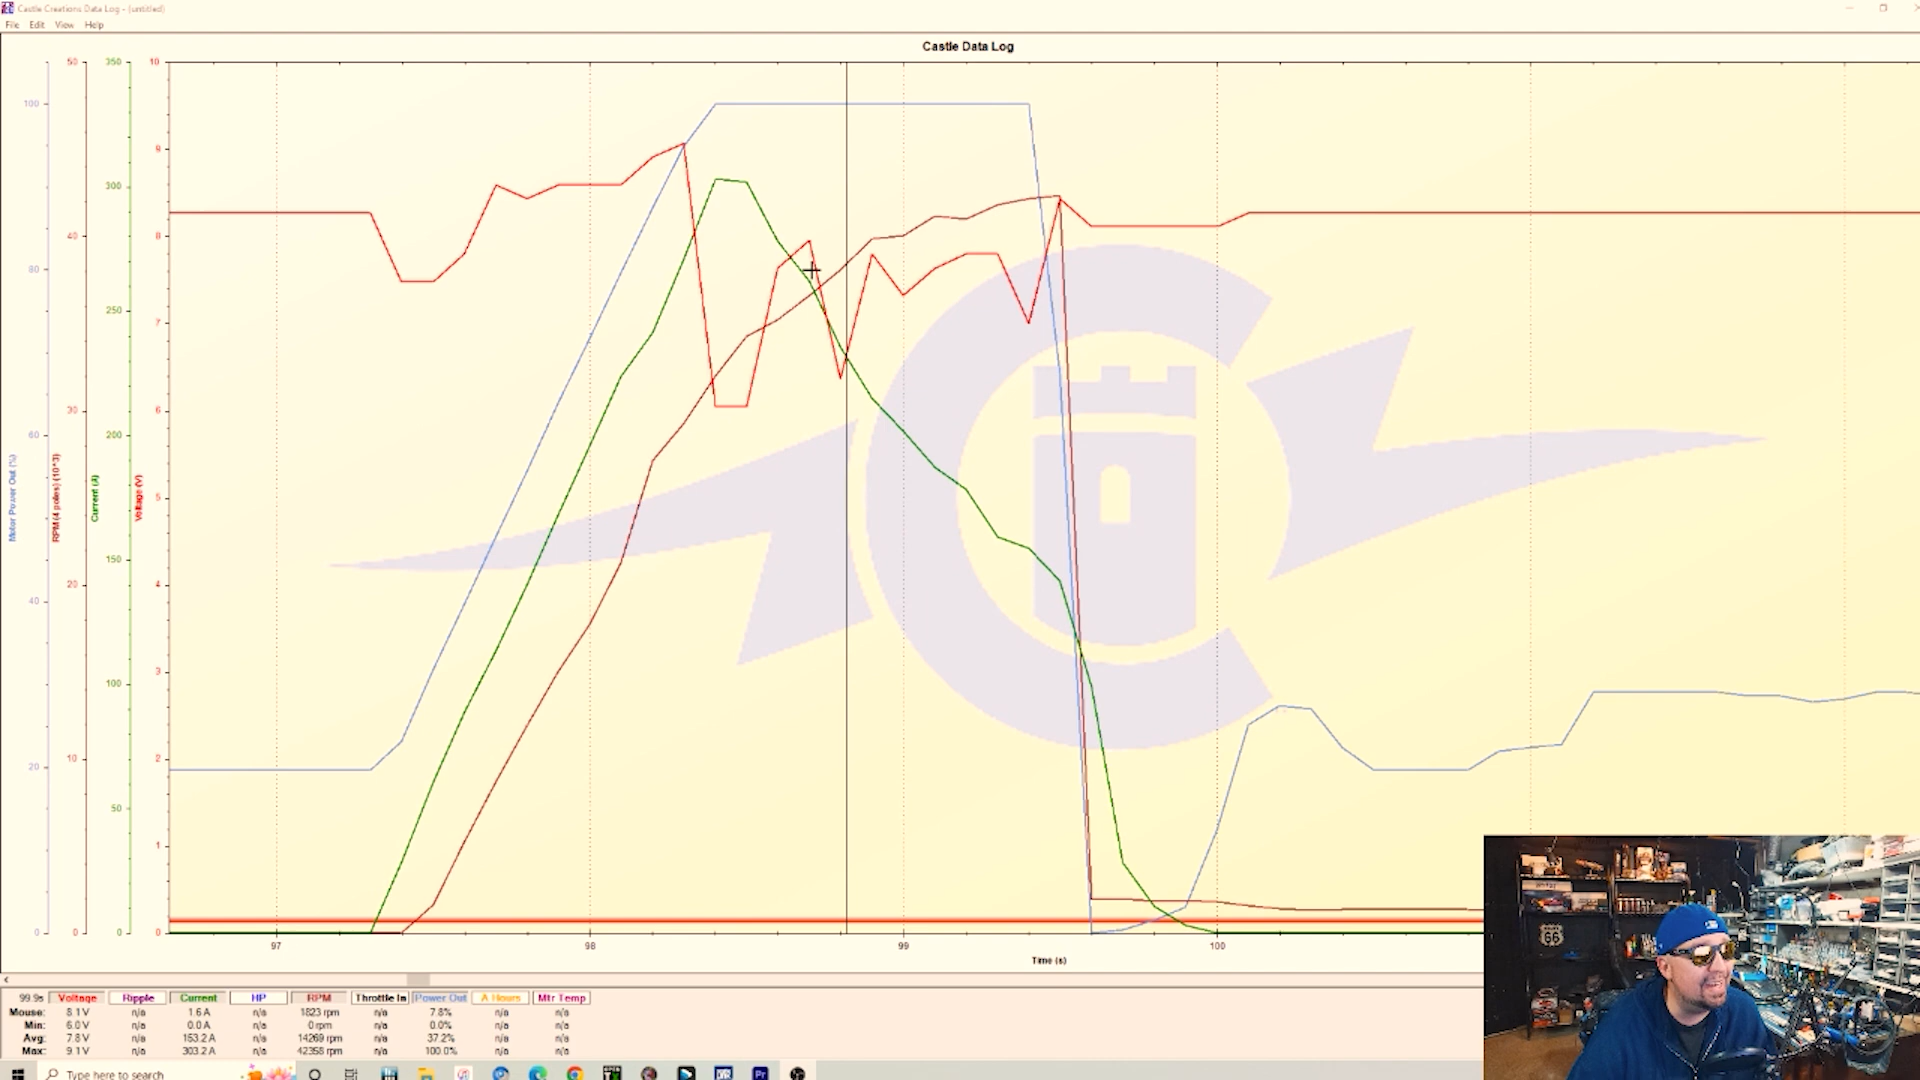 Castle Creations Data Log - (untitled)
File Edit View Help
Castle Data Log
50 350 10
100 9
300
40 8
80
250
7
30 6
60 200
Motor Power Out (%)
RPM (4 poles) (10^3)
Current (A)
Voltage (V)
5
150
20 4
40
100 3
10 2
20
50
1
0 0 0 0
97 98 99 100
Time (s)
99.9s Voltage Ripple Current HP RPM Throttle In Power Out A Hours Mtr Temp
Mouse: 8.1 V n/a 1.6 A n/a 1823 rpm n/a 7.8% n/a n/a
Min: 6.0 V n/a 0.0 A n/a 0 rpm n/a 0.0% n/a n/a
Avg: 7.8 V n/a 153.2 A n/a 14269 rpm n/a 37.2% n/a n/a
Max: 9.1 V n/a 303.2 A n/a 42358 rpm n/a 100.0% n/a n/a
Type here to search
Pr
66